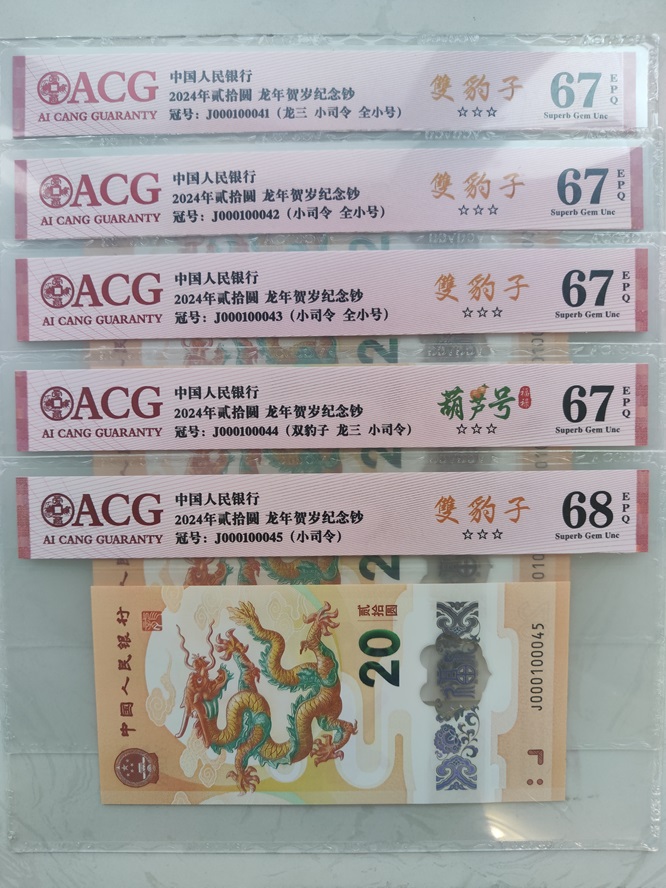 ACG
AI CANG GUARANTY
中国人民银行
2024年贰拾圆 龙年贺岁纪念钞
冠号：J000100041（龙三 小司令 全小号）
雙豹子
☆☆☆
67
EPQ
Superb Gem Unc
ACG
AI CANG GUARANTY
中国人民银行
2024年贰拾圆 龙年贺岁纪念钞
冠号：J000100042（小司令 全小号）
雙豹子
☆☆☆
67
EPQ
Superb Gem Unc
ACG
AI CANG GUARANTY
中国人民银行
2024年贰拾圆 龙年贺岁纪念钞
冠号：J000100043（小司令 全小号）
雙豹子
☆☆☆
67
EPQ
Superb Gem Unc
ACG
AI CANG GUARANTY
中国人民银行
2024年贰拾圆 龙年贺岁纪念钞
冠号：J000100044（双豹子 龙三 小司令）
葫芦号
福禄
☆☆☆
67
EPQ
Superb Gem Unc
ACG
AI CANG GUARANTY
中国人民银行
2024年贰拾圆 龙年贺岁纪念钞
冠号：J000100045（小司令）
雙豹子
☆☆☆
68
EPQ
Superb Gem Unc
中国人民银行
贰拾圆
20
J000100045